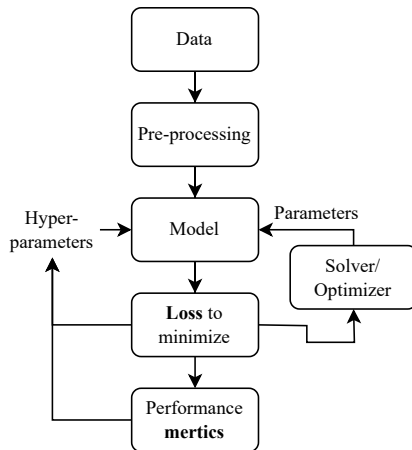 Data
Pre-processing
Hyper-
parameters
Model
Parameters
Solver/
Optimizer
Loss to
minimize
Performance
mertics